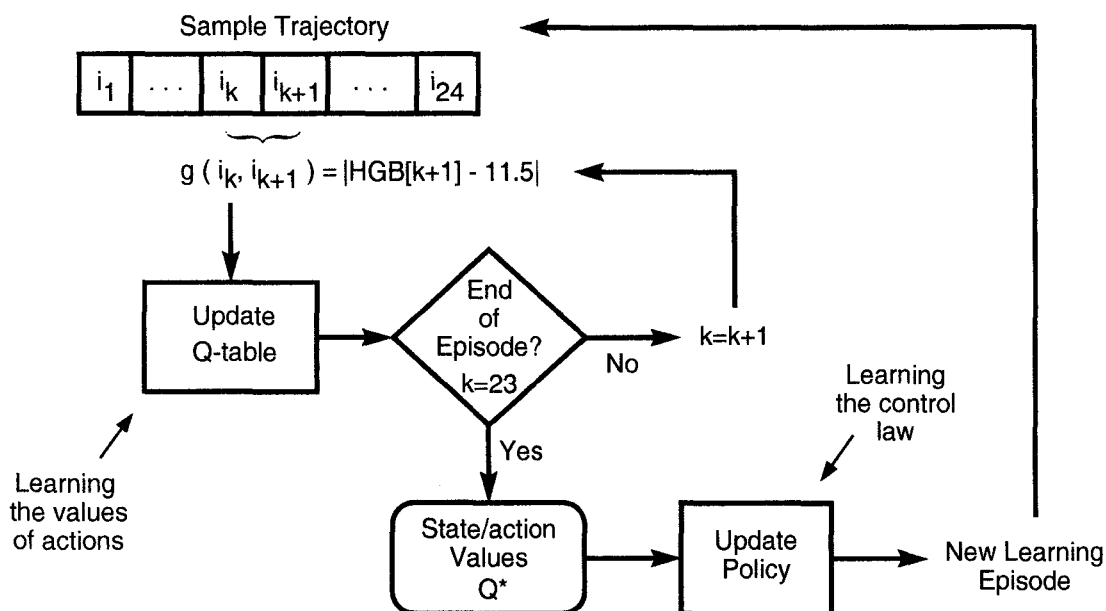 Sample Trajectory
i1 ... ik ik+1 ... i24
g ( ik, ik+1 ) = |HGB[k+1] - 11.5|
Update
Q-table
End
of
Episode?
k=23
No
k=k+1
Yes
Learning
the values
of actions
Learning
the control
law
State/action
Values
Q*
Update
Policy
New Learning
Episode